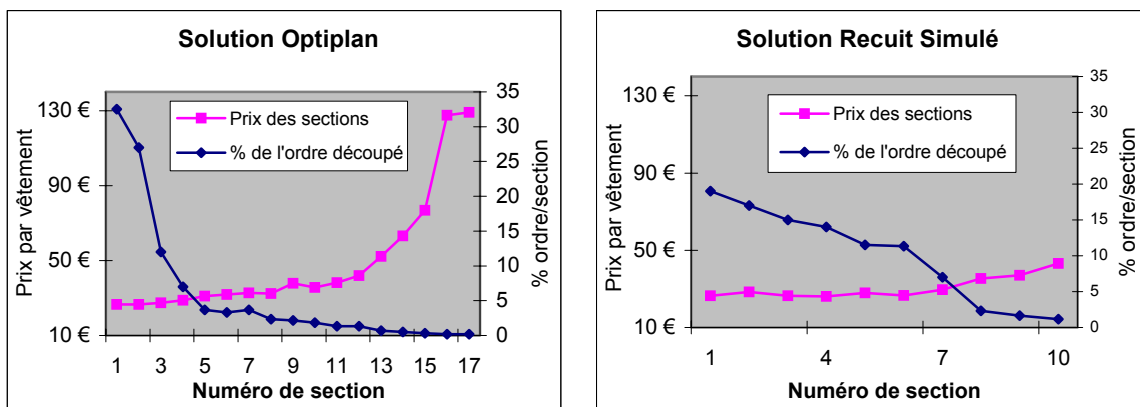 Solution Optiplan
Prix par vêtement
130 €
90 €
50 €
10 €
Prix des sections
% de l'ordre découpé
35
30
25
20
15
10
5
0
% ordre/section
1 3 5 7 9 11 13 15 17
Numéro de section
Solution Recuit Simulé
Prix par vêtement
130 €
90 €
50 €
10 €
Prix des sections
% de l'ordre découpé
35
30
25
20
15
10
5
0
% ordre/section
1 4 7 10
Numéro de section